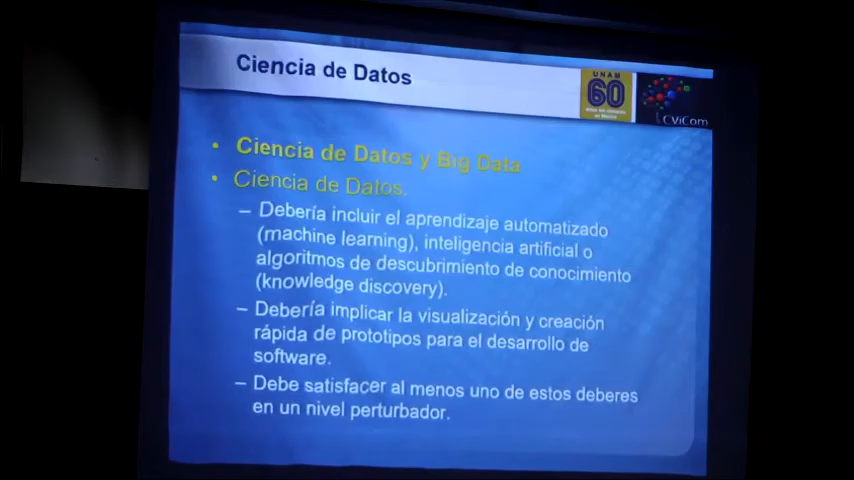 Ciencia de Datos
UNAM
60
CViCom
• Ciencia de Datos y Big Data
• Ciencia de Datos.
– Debería incluir el aprendizaje automatizado
(machine learning), inteligencia artificial o
algoritmos de descubrimiento de conocimiento
(knowledge discovery).
– Debería implicar la visualización y creación
rápida de prototipos para el desarrollo de
software.
– Debe satisfacer al menos uno de estos deberes
en un nivel perturbador.